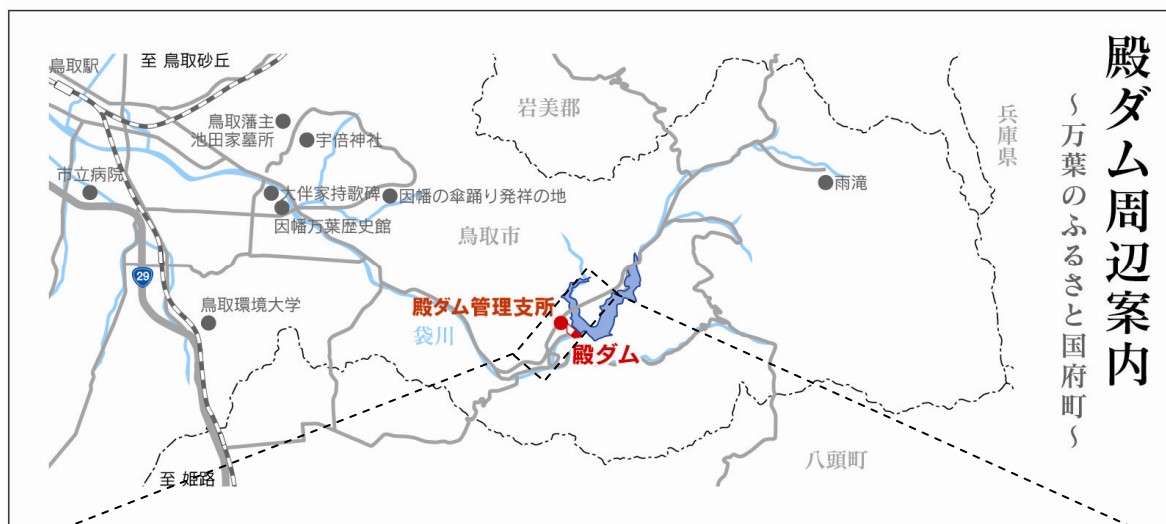 殿ダム周辺案内
～万葉のふるさと国府町～
鳥取駅
至 鳥取砂丘
鳥取藩主
池田家墓所
宇倍神社
岩美郡
兵庫県
市立病院
大伴家持歌碑
因幡の傘踊り発祥の地
因幡万葉歴史館
雨滝
鳥取市
29
鳥取環境大学
殿ダム管理支所
袋川
殿ダム
八頭町
至 姫路